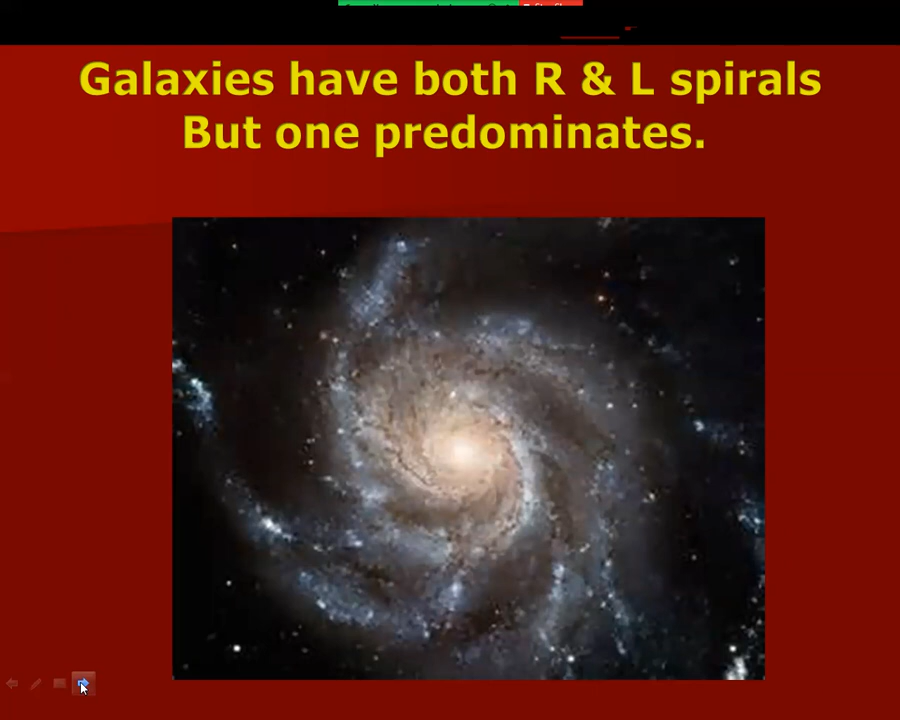 Galaxies have both R & L spirals
But one predominates.